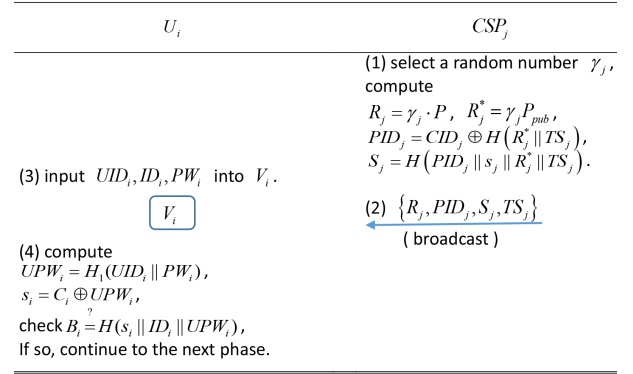 U_i CSP_j
(1) select a random number γ_j,
compute
R_j = γ_j · P, R_j^* = γ_j P_pub,
PID_j = CID_j ⊕ H(R_j^* || TS_j),
S_j = H(PID_j || s_j || R_j^* || TS_j).
(3) input UID_i, ID_i, PW_i into V_i.
V_i
(2) {R_j, PID_j, S_j, TS_j}
( broadcast )
(4) compute
UPW_i = H_1(UID_i || PW_i),
s_i = C_i ⊕ UPW_i,
check B_i =? H(s_i || ID_i || UPW_i),
If so, continue to the next phase.